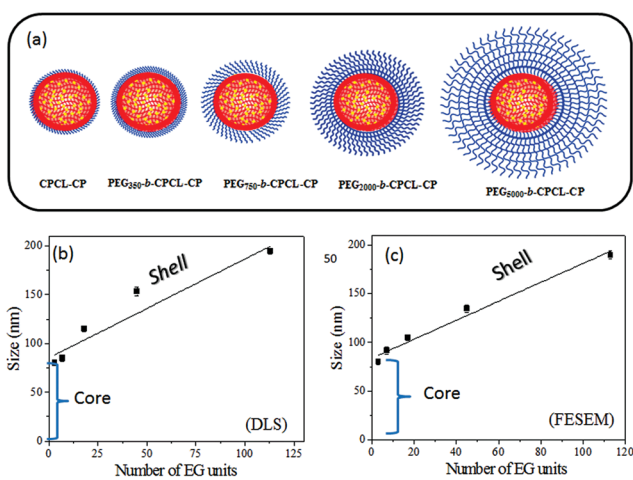 (a)
CPCL-CP
PEG350-b-CPCL-CP
PEG750-b-CPCL-CP
PEG2000-b-CPCL-CP
PEG5000-b-CPCL-CP
(b)
Shell
Core
(DLS)
Size (nm)
200
150
100
50
0
0
25
50
75
100
125
Number of EG units
50
(c)
Shell
Core
(FESEM)
Size (nm)
200
150
100
50
0
0
20
40
60
80
100
120
Number of EG units